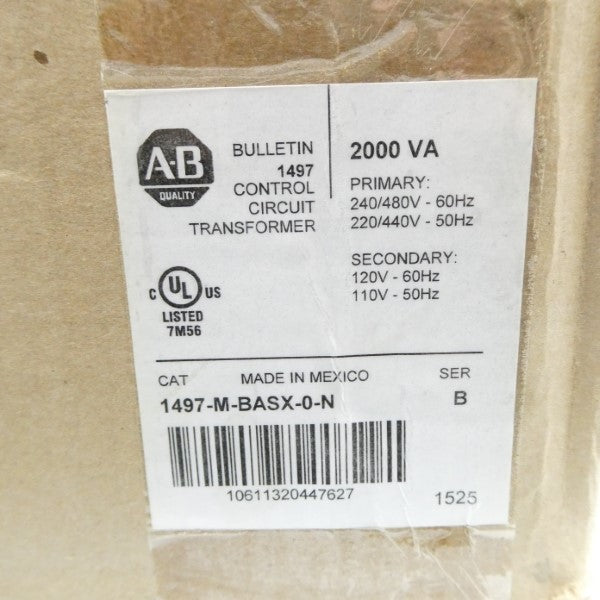 A-B
QUALITY
BULLETIN
1497
CONTROL
CIRCUIT
TRANSFORMER
2000 VA
PRIMARY:
240/480V - 60Hz
220/440V - 50Hz
SECONDARY:
120V - 60Hz
110V - 50Hz
C UL US
LISTED
7M56
CAT MADE IN MEXICO SER
1497-M-BASX-0-N B
10611320447627
1525